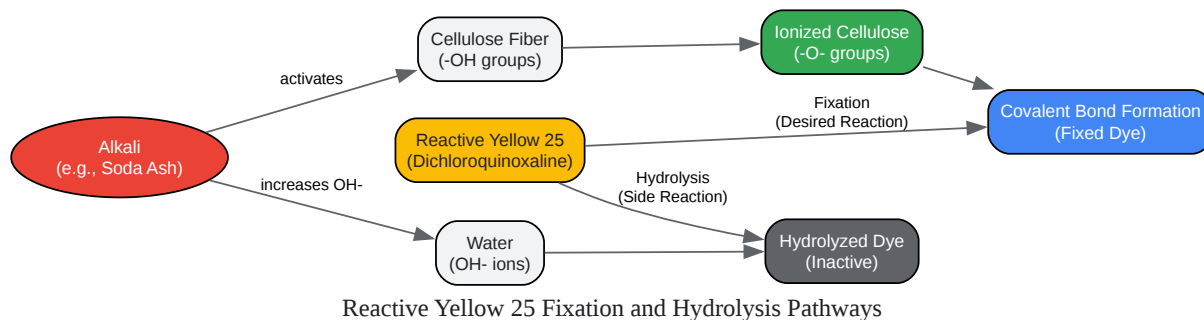 Alkali
(e.g., Soda Ash)
activates
increases OH-
Cellulose Fiber
(-OH groups)
Reactive Yellow 25
(Dichloroquinoxaline)
Water
(OH- ions)
Ionized Cellulose
(-O- groups)
Fixation
(Desired Reaction)
Hydrolysis
(Side Reaction)
Covalent Bond Formation
(Fixed Dye)
Hydrolyzed Dye
(Inactive)
Reactive Yellow 25 Fixation and Hydrolysis Pathways